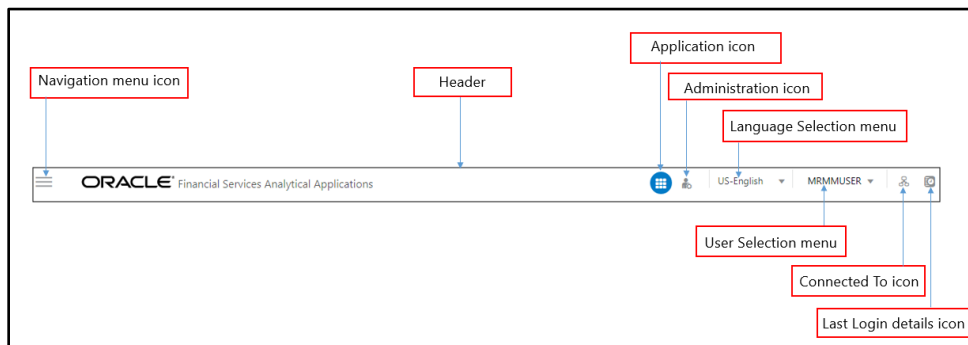 Application icon
Navigation menu icon
Header
Administration icon
Language Selection menu
ORACLE® Financial Services Analytical Applications
US-English
MRMMUSER
User Selection menu
Connected To icon
Last Login details icon